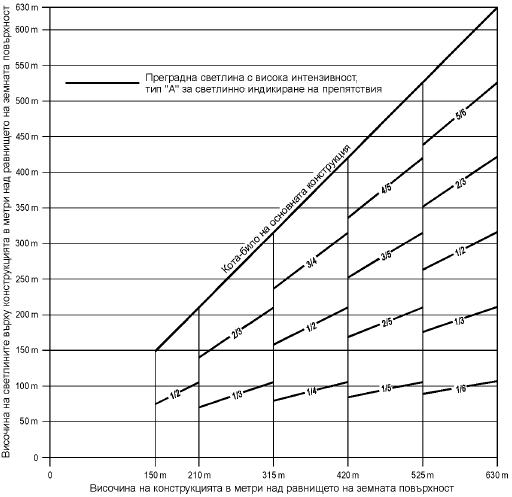 630 m
600 m
550 m
500 m
450 m
400 m
350 m
300 m
250 m
200 m
150 m
100 m
50 m
0
Височина на светлините върху конструкцията в метри над равнището на земната повърхност
Преградна светлина с висока интензивност,
тип "А" за светлинно индикиране на препятствия
Кота-било на основната конструкция
5/6
4/5
2/3
3/4
3/5
1/2
2/3
1/2
2/5
1/3
1/2
1/3
1/4
1/5
1/6
0
150 m
210 m
315 m
420 m
525 m
630 m
Височина на конструкцията в метри над равнището на земната повърхност